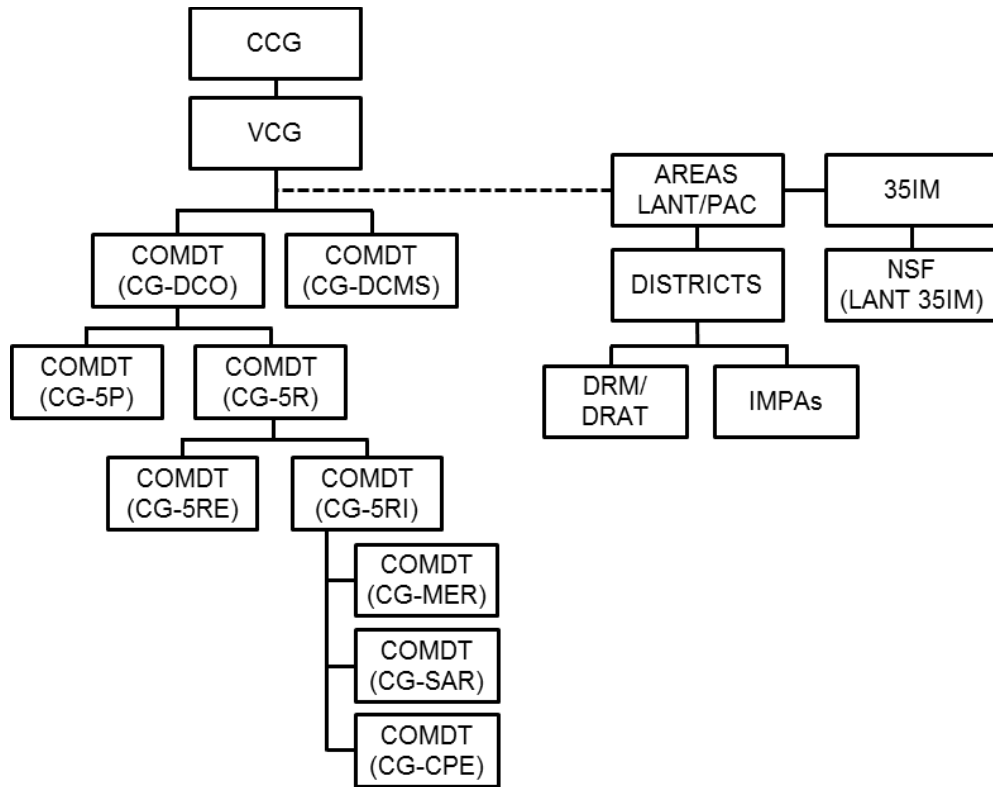 CCG
VCG
AREAS
LANT/PAC
35IM
COMDT
(CG-DCO)
COMDT
(CG-DCMS)
DISTRICTS
NSF
(LANT 35IM)
COMDT
(CG-5P)
COMDT
(CG-5R)
DRM/
DRAT
IMPAs
COMDT
(CG-5RE)
COMDT
(CG-5RI)
COMDT
(CG-MER)
COMDT
(CG-SAR)
COMDT
(CG-CPE)